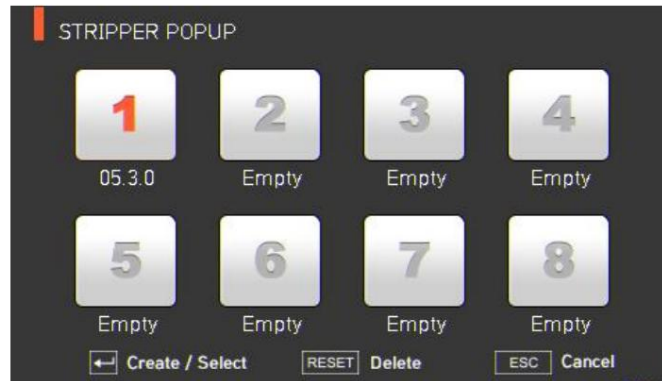 STRIPPER POPUP
1 2 3 4
05.3.0 Empty Empty Empty
5 6 7 8
Empty Empty Empty Empty
↵ Create / Select RESET Delete ESC Cancel